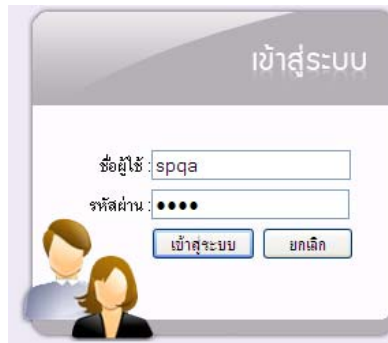 เข้าสู่ระบบ
ชื่อผู้ใช้ : spqa
รหัสผ่าน : ●●●●
เข้าสู่ระบบ ยกเลิก